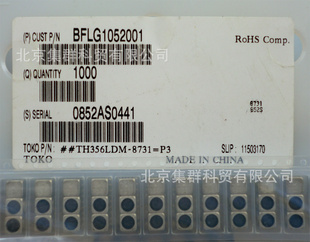 (P) CUST P/N BFLG1052001 RoHS Comp.
北京集群科贸有限公司
(Q) QUANTITY 1000
8731
852S
(S) SERIAL 0852AS0441
TOKO P/N : ##TH356LDM-8731=P3
SLIP : 11503170
TOKO MADE IN CHINA
北京集群科贸有限公司